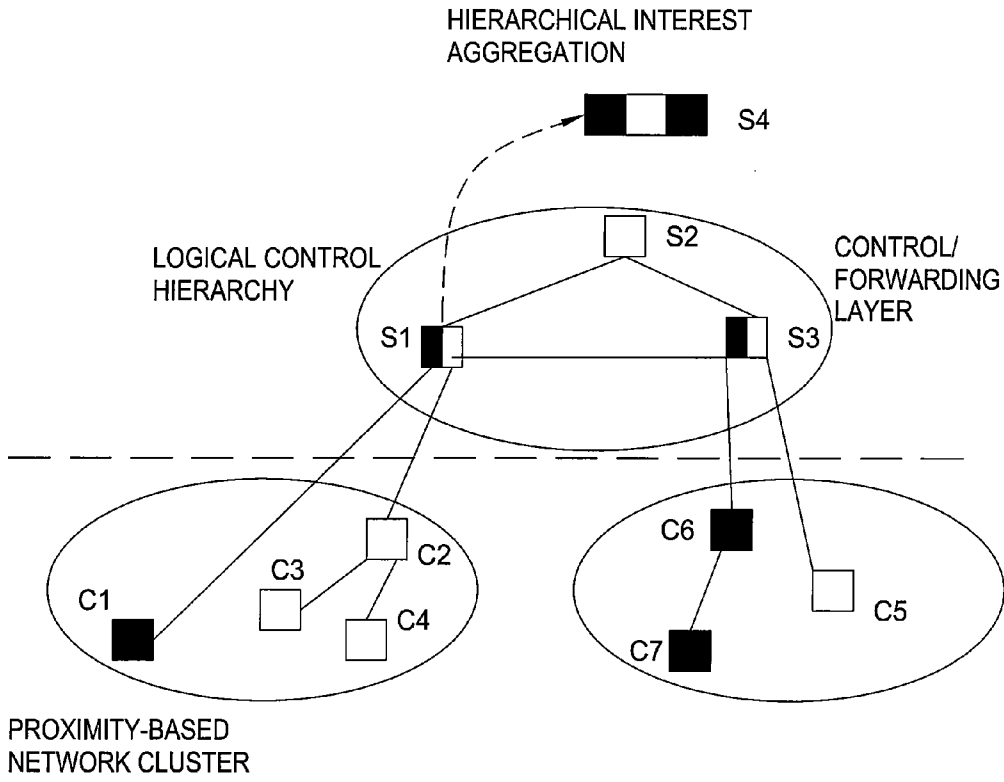 HIERARCHICAL INTEREST
AGGREGATION
S4
S2
LOGICAL CONTROL
HIERARCHY
CONTROL/
FORWARDING
LAYER
S1
S3
C6
C2
C3
C1
C4
C5
C7
PROXIMITY-BASED
NETWORK CLUSTER